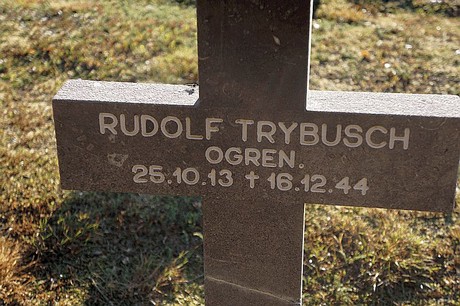 RUDOLF TRYBUSCH
OGREN.
25.10.13 † 16.12.44